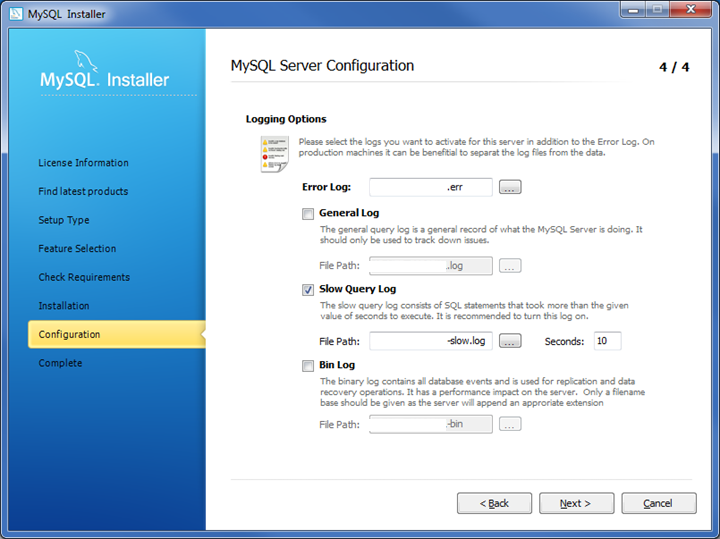 MySQL Installer
MySQL. Installer
License Information
Find latest products
Setup Type
Feature Selection
Check Requirements
Installation
Configuration
Complete
MySQL Server Configuration
4 / 4
Logging Options
Please select the logs you want to activate for this server in addition to the Error Log. On
production machines it can be benefitial to separat the log files from the data.
Error Log: .err ...
General Log
The general query log is a general record of what the MySQL Server is doing. It
should only be used to track down issues.
File Path: .log ...
Slow Query Log
The slow query log consists of SQL statements that took more than the given
value of seconds to execute. It is recommended to turn this log on.
File Path: -slow.log ... Seconds: 10
Bin Log
The binary log contains all database events and is used for replication and data
recovery operations. It has a performance impact on the server. Only a filename
base should be given as the server will append an approriate extension
File Path: -bin ...
< Back Next > Cancel